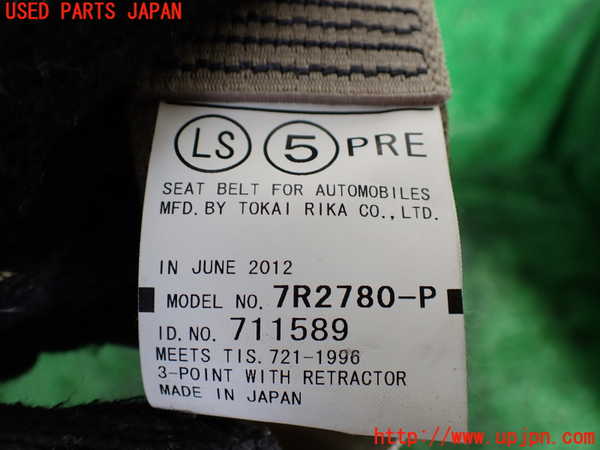 USED PARTS JAPAN
LS 5 PRE
SEAT BELT FOR AUTOMOBILES
MFD. BY TOKAI RIKA CO., LTD.
IN JUNE 2012
MODEL NO. 7R2780-P
ID. NO. 711589
MEETS TIS. 721-1996
3-POINT WITH RETRACTOR
MADE IN JAPAN
http://www.upjpn.com/